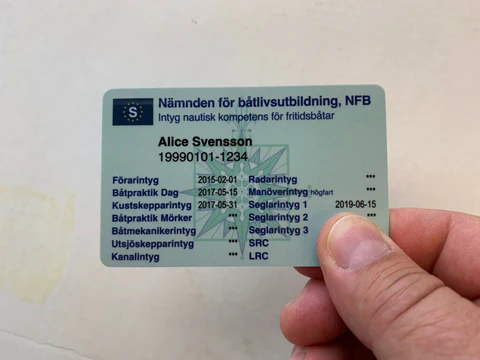 S
Nämnden för båtlivsutbildning, NFB
Intyg nautisk kompetens för fritidsbåtar
Alice Svensson
19990101-1234
Förarintyg 2015-02-01 Radarintyg ***
Båtpraktik Dag 2017-05-15 Manöverintyg högfart ***
Kustskepparintyg 2017-05-31 Seglarintyg 1 2019-06-15
Båtpraktik Mörker *** Seglarintyg 2 ***
Båtmekanikerintyg *** Seglarintyg 3
Utsjöskepparintyg *** SRC
Kanalintyg *** LRC